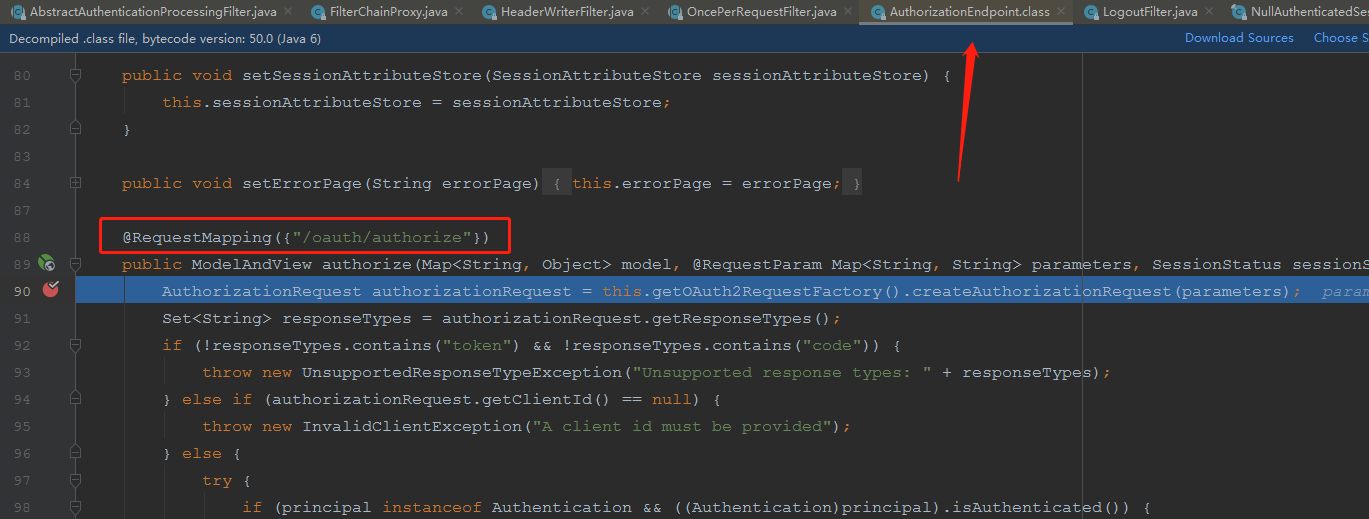 AbstractAuthenticationProcessingFilter.java FilterChainProxy.java HeaderWriterFilter.java OncePerRequestFilter.java AuthorizationEndpoint.class LogoutFilter.java NullAuthenticatedSe
Decompiled .class file, bytecode version: 50.0 (Java 6) Download Sources Choose S
80 public void setSessionAttributeStore(SessionAttributeStore sessionAttributeStore) {
81 this.sessionAttributeStore = sessionAttributeStore;
82 }
83
84 public void setErrorPage(String errorPage) { this.errorPage = errorPage; }
87
88 @RequestMapping({"/oauth/authorize"})
89 public ModelAndView authorize(Map<String, Object> model, @RequestParam Map<String, String> parameters, SessionStatus sessionS
90 AuthorizationRequest authorizationRequest = this.getOAuth2RequestFactory().createAuthorizationRequest(parameters); param
91 Set<String> responseTypes = authorizationRequest.getResponseTypes();
92 if (!responseTypes.contains("token") && !responseTypes.contains("code")) {
93 throw new UnsupportedResponseTypeException("Unsupported response types: " + responseTypes);
94 } else if (authorizationRequest.getClientId() == null) {
95 throw new InvalidClientException("A client id must be provided");
96 } else {
97 try {
98 if (principal instanceof Authentication && ((Authentication)principal).isAuthenticated()) {